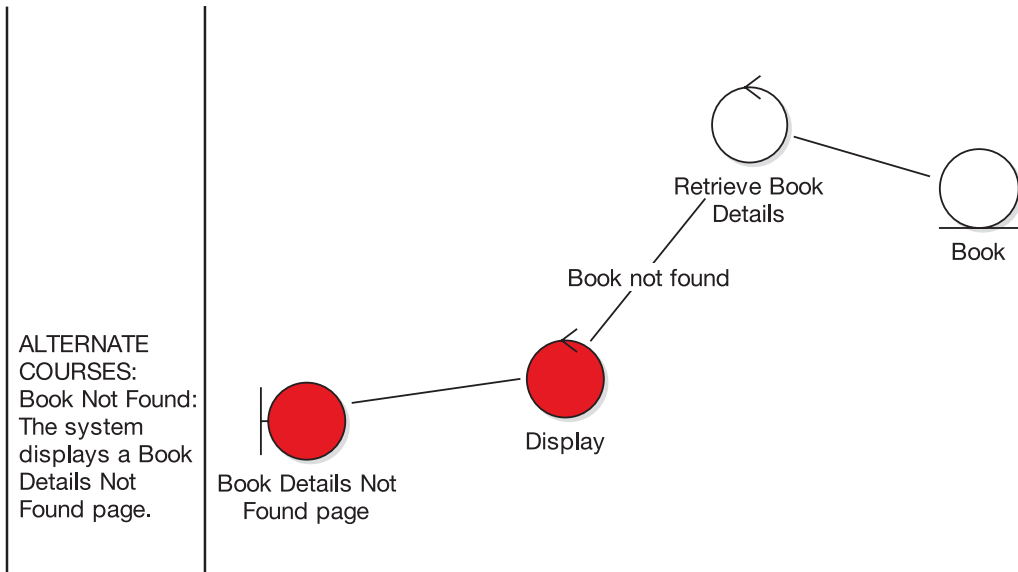 Retrieve Book
Details
Book
Book not found
ALTERNATE
COURSES:
Book Not Found:
The system
displays a Book
Details Not
Found page.
Display
Book Details Not
Found page